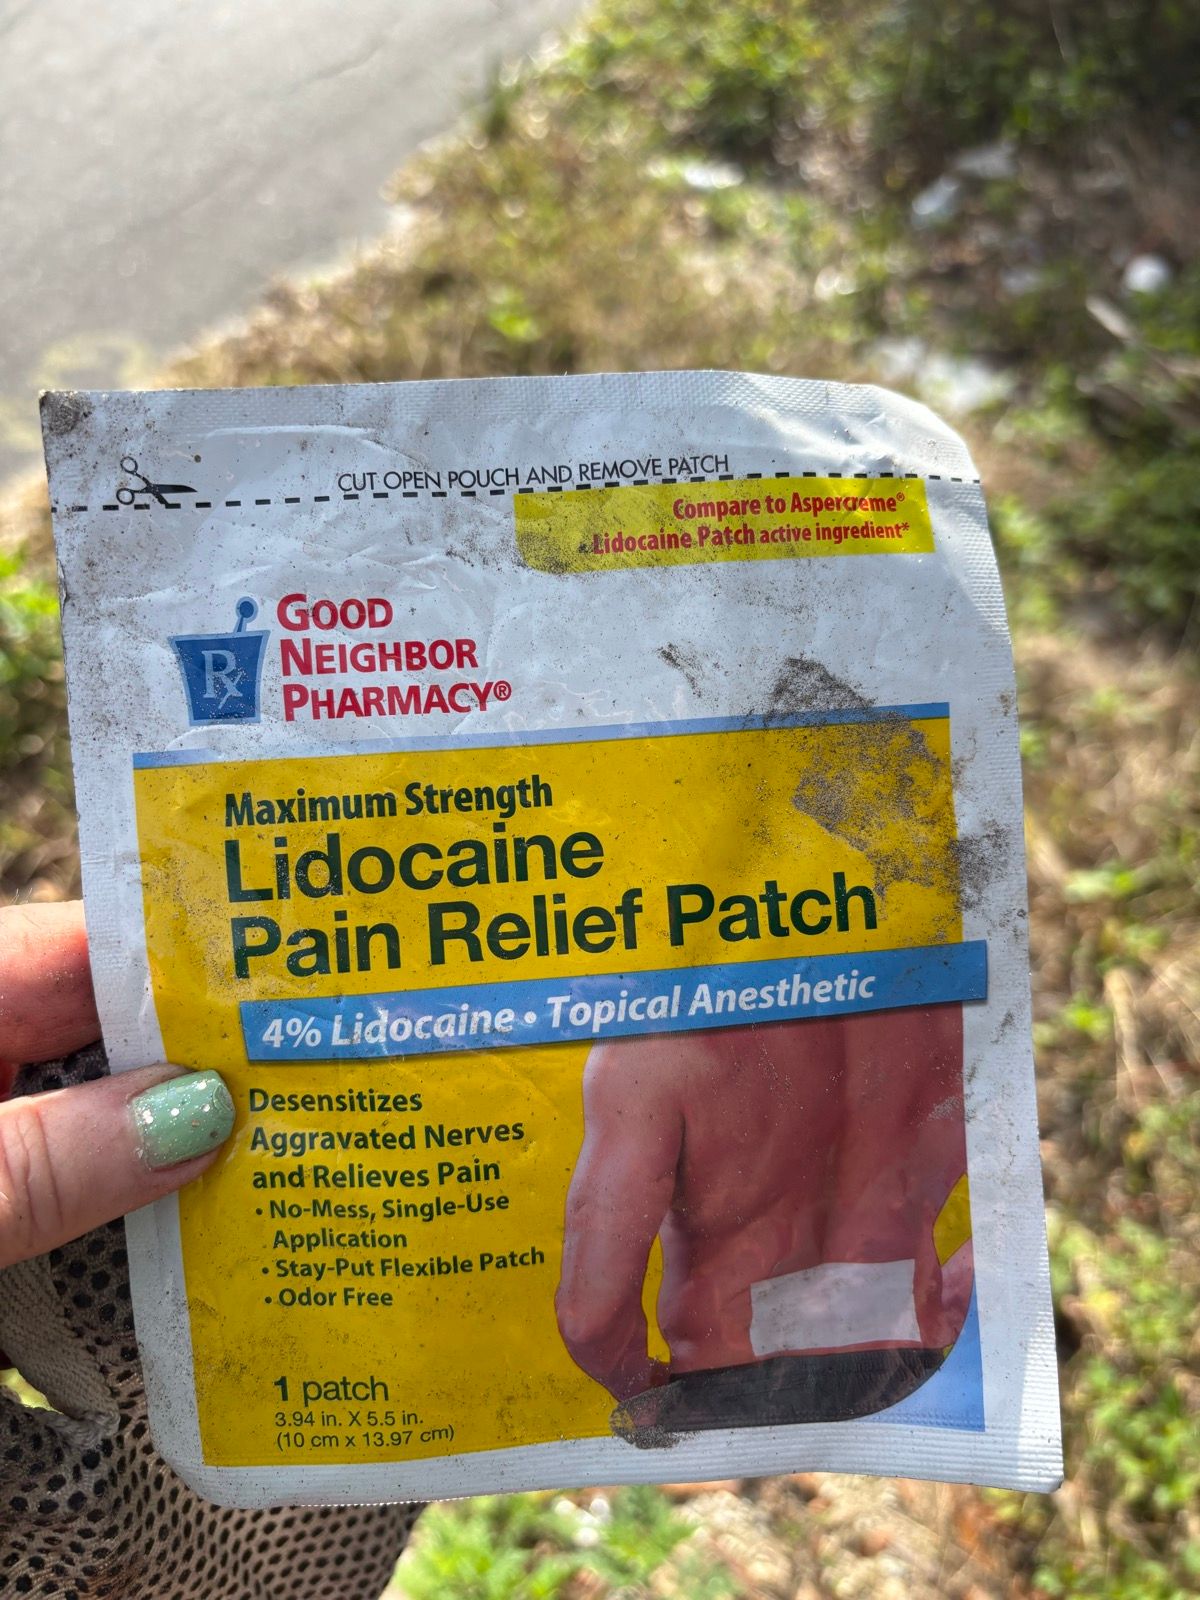 CUT OPEN POUCH AND REMOVE PATCH
Compare to Aspercreme®
Lidocaine Patch active ingredient*
Rx
GOOD
NEIGHBOR
PHARMACY®
Maximum Strength
Lidocaine
Pain Relief Patch
4% Lidocaine • Topical Anesthetic
Desensitizes
Aggravated Nerves
and Relieves Pain
• No-Mess, Single-Use
Application
• Stay-Put Flexible Patch
• Odor Free
1 patch
3.94 in. X 5.5 in.
(10 cm x 13.97 cm)